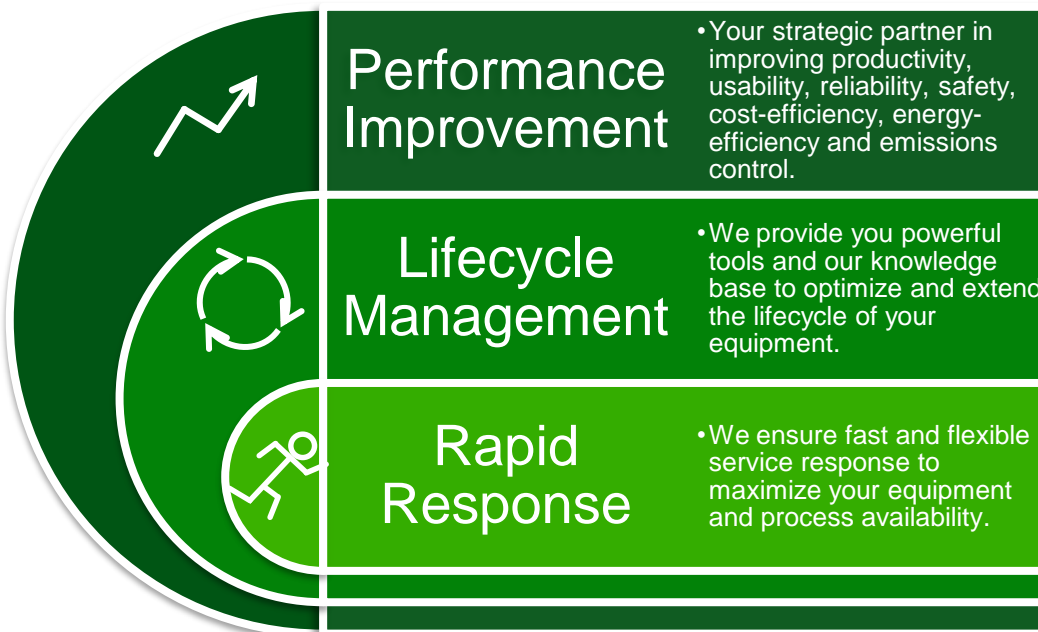 Performance
Improvement
•Your strategic partner in
improving productivity,
usability, reliability, safety,
cost-efficiency, energy-
efficiency and emissions
control.
Lifecycle
Management
•We provide you powerful
tools and our knowledge
base to optimize and extend
the lifecycle of your
equipment.
Rapid
Response
•We ensure fast and flexible
service response to
maximize your equipment
and process availability.